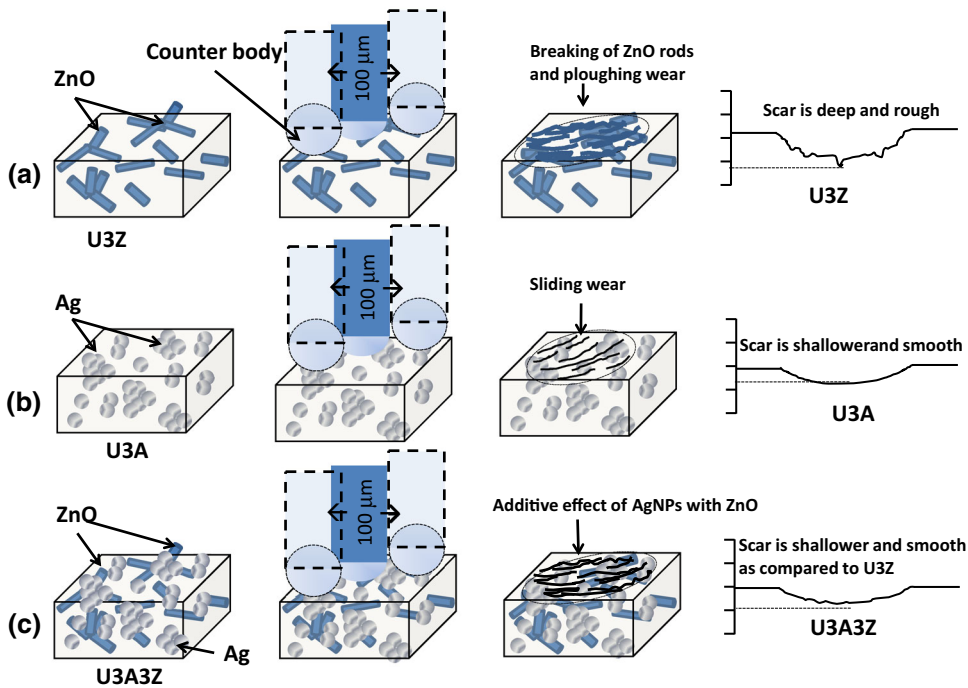 Counter body
ZnO
100 µm
Breaking of ZnO rods
and ploughing wear
Scar is deep and rough
(a)
U3Z
U3Z
Ag
100 µm
Sliding wear
Scar is shallowerand smooth
(b)
U3A
U3A
ZnO
100 µm
Additive effect of AgNPs with ZnO
Scar is shallower and smooth
as compared to U3Z
(c)
Ag
U3A3Z
U3A3Z